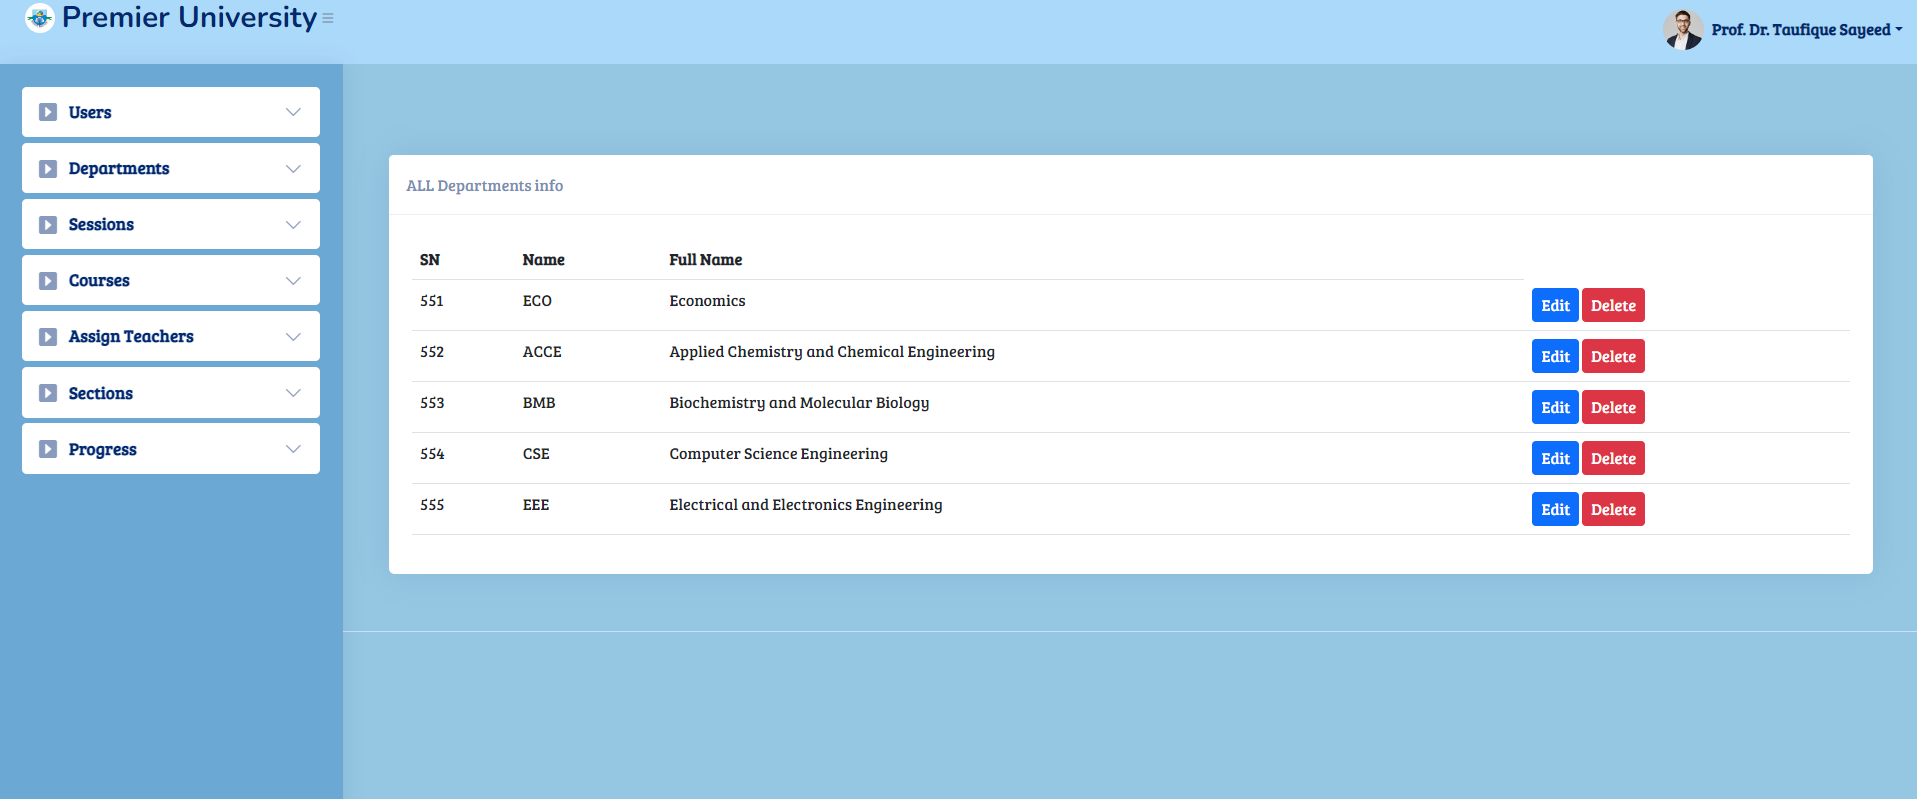 Premier University
Prof. Dr. Taufique Sayeed
Users
Departments
Sessions
Courses
Assign Teachers
Sections
Progress
ALL Departments info
SN Name Full Name
551 ECO Economics Edit Delete
552 ACCE Applied Chemistry and Chemical Engineering Edit Delete
553 BMB Biochemistry and Molecular Biology Edit Delete
554 CSE Computer Science Engineering Edit Delete
555 EEE Electrical and Electronics Engineering Edit Delete